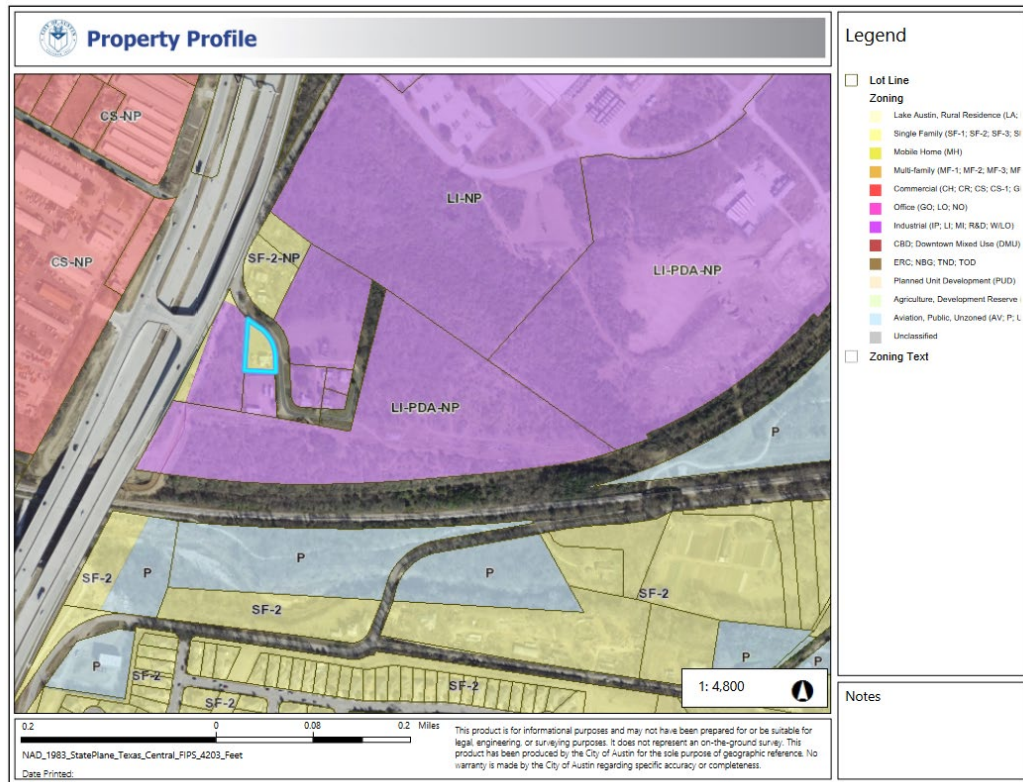 Property Profile
CS-NP
CS-NP
LI-NP
SF-2-NP
LI-PDA-NP
LI-PDA-NP
P
P
P
SF-2
P
SF-2
SF-2
P
P
P
SF-2
SF-2
SF-2
1: 4,800
0.2
0
0.08
0.2 Miles
NAD_1983_StatePlane_Texas_Central_FIPS_4203_Feet
Date Printed:
This product is for informational purposes and may not have been prepared for or be suitable for
legal, engineering, or surveying purposes. It does not represent an on-the-ground survey. This
product has been produced by the City of Austin for the sole purpose of geographic reference. No
warranty is made by the City of Austin regarding specific accuracy or completeness.
Legend
Lot Line
Zoning
Lake Austin, Rural Residence (LA;
Single Family (SF-1; SF-2; SF-3;
Mobile Home (MH)
Multi-family (MF-1; MF-2; MF-3; MF
Commercial (CH; CR; CS; CS-1; G
Office (GO; LO; NO)
Industrial (IP; LI; MI; R&D; W/LO)
CBD; Downtown Mixed Use (DMU)
ERC; NBG; TND; TOD
Planned Unit Development (PUD)
Agriculture, Development Reserve
Aviation, Public, Unzoned (AV; P; U
Unclassified
Zoning Text
Notes